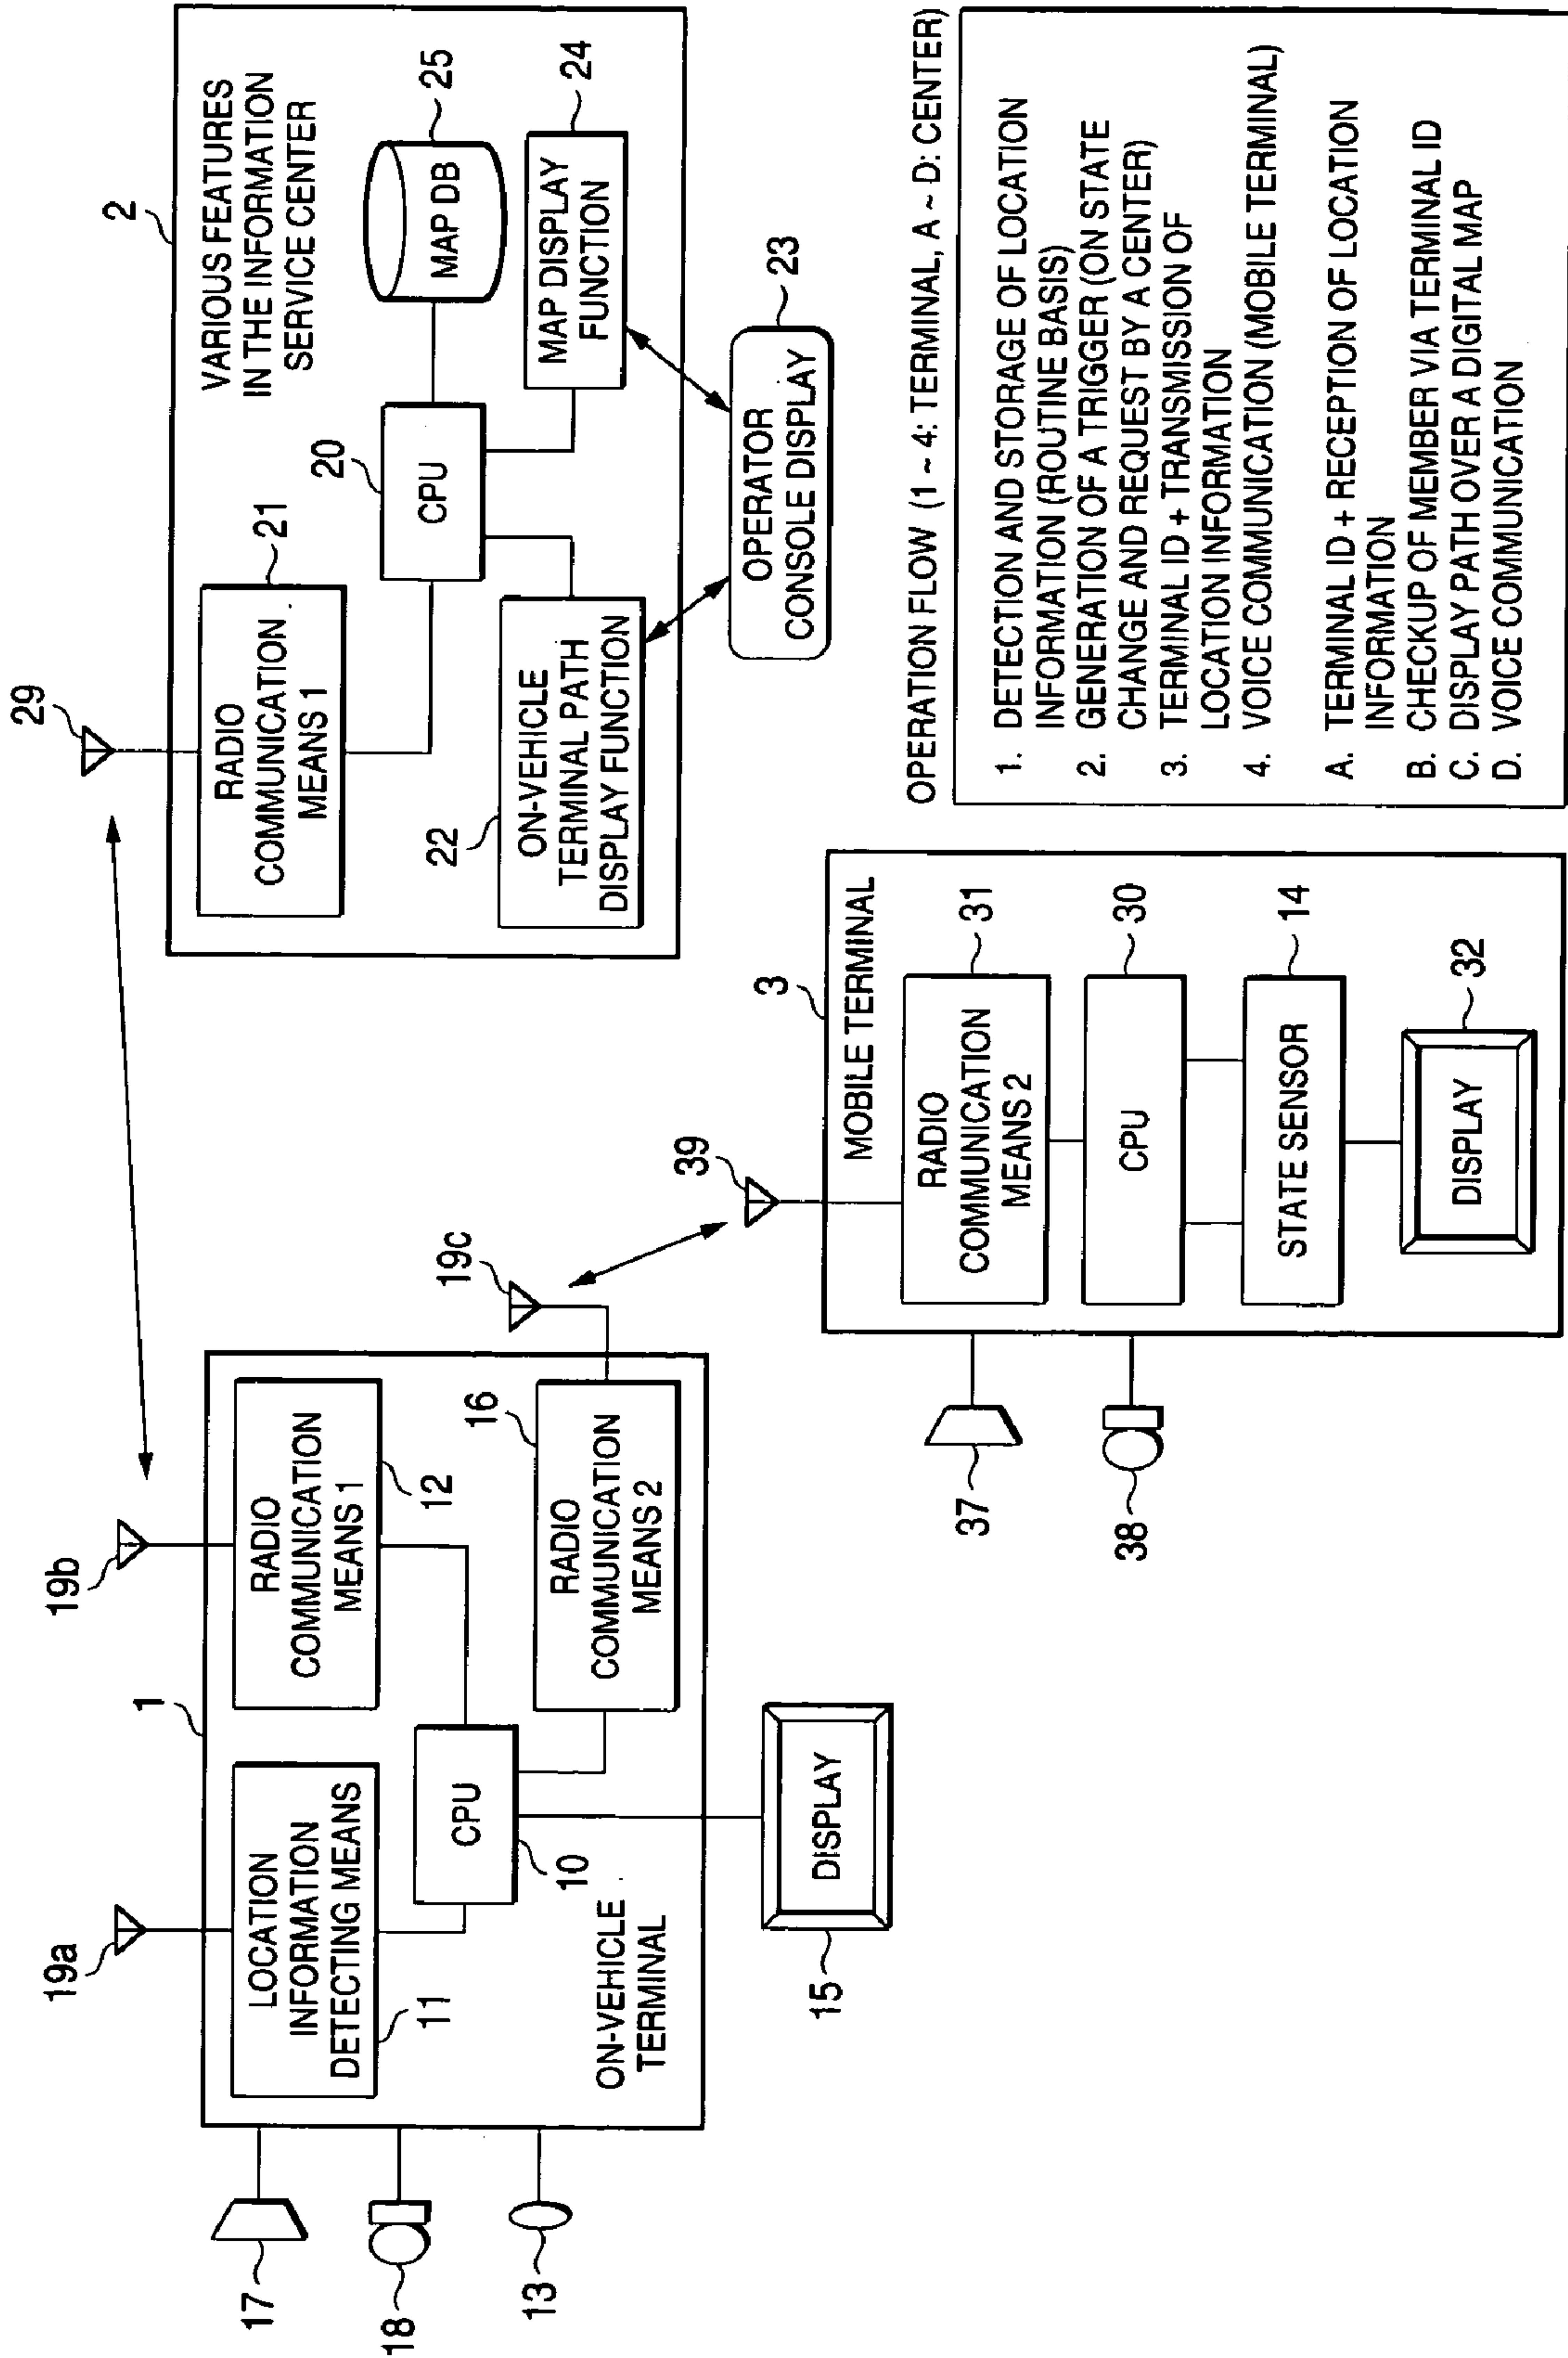 19a
19b
1
LOCATION
INFORMATION
DETECTING MEANS
11
RADIO
COMMUNICATION
MEANS 1
12
CPU
10
16
RADIO
COMMUNICATION
MEANS 2
19c
ON-VEHICLE
TERMINAL
17
18
13
DISPLAY
15
29
2
VARIOUS FEATURES
IN THE INFORMATION
SERVICE CENTER
RADIO
COMMUNICATION
MEANS 1
21
20
CPU
MAP DB
25
22
ON-VEHICLE
TERMINAL PATH
DISPLAY FUNCTION
MAP DISPLAY
FUNCTION
24
OPERATOR
CONSOLE DISPLAY
23
39
3
MOBILE TERMINAL
RADIO
COMMUNICATION
MEANS 2
31
CPU
30
STATE SENSOR
14
DISPLAY
32
37
38
OPERATION FLOW (1 ~ 4: TERMINAL, A ~ D: CENTER)
1. DETECTION AND STORAGE OF LOCATION
INFORMATION (ROUTINE BASIS)
2. GENERATION OF A TRIGGER (ON STATE
CHANGE AND REQUEST BY A CENTER)
3. TERMINAL ID + TRANSMISSION OF
LOCATION INFORMATION
4. VOICE COMMUNICATION (MOBILE TERMINAL)
A. TERMINAL ID + RECEPTION OF LOCATION
INFORMATION
B. CHECKUP OF MEMBER VIA TERMINAL ID
C. DISPLAY PATH OVER A DIGITAL MAP
D. VOICE COMMUNICATION